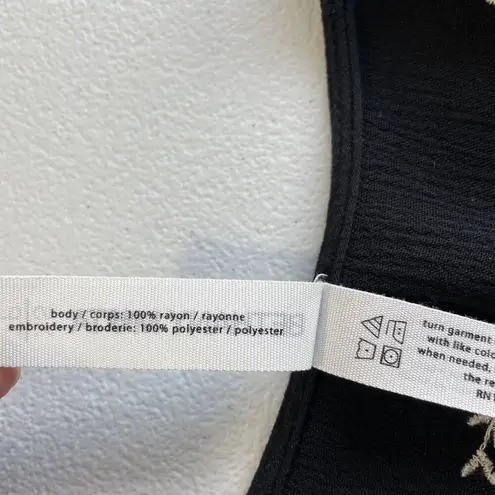 body / corps: 100% rayon / rayonne
embroidery / broderie: 100% polyester / polyester
turn garment
with like colo
when needed,
the re
RN1